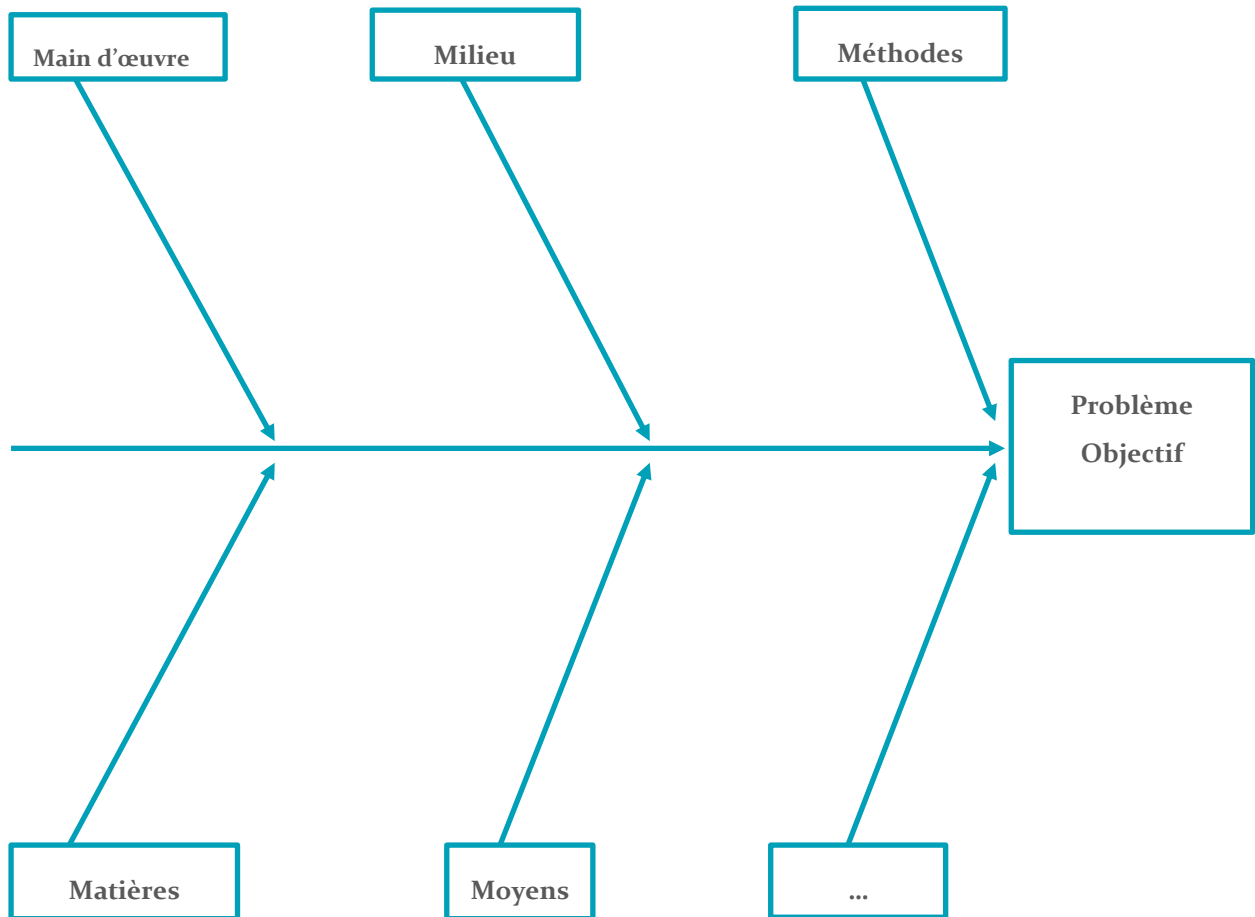 Main d’œuvre
Milieu
Méthodes
Problème
Objectif
Matières
Moyens
...